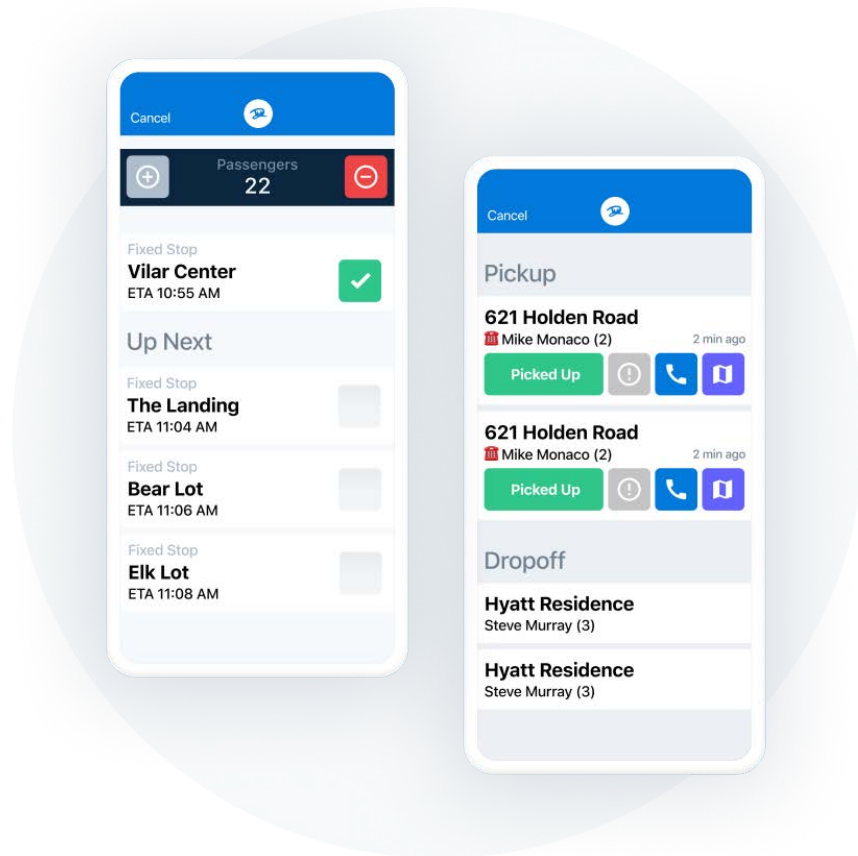 Cancel
Passengers
22
Fixed Stop
Vilar Center
ETA 10:55 AM
Up Next
Fixed Stop
The Landing
ETA 11:04 AM
Fixed Stop
Bear Lot
ETA 11:06 AM
Fixed Stop
Elk Lot
ETA 11:08 AM
Cancel
Pickup
621 Holden Road
Mike Monaco (2) 2 min ago
Picked Up
621 Holden Road
Mike Monaco (2) 2 min ago
Picked Up
Dropoff
Hyatt Residence
Steve Murray (3)
Hyatt Residence
Steve Murray (3)